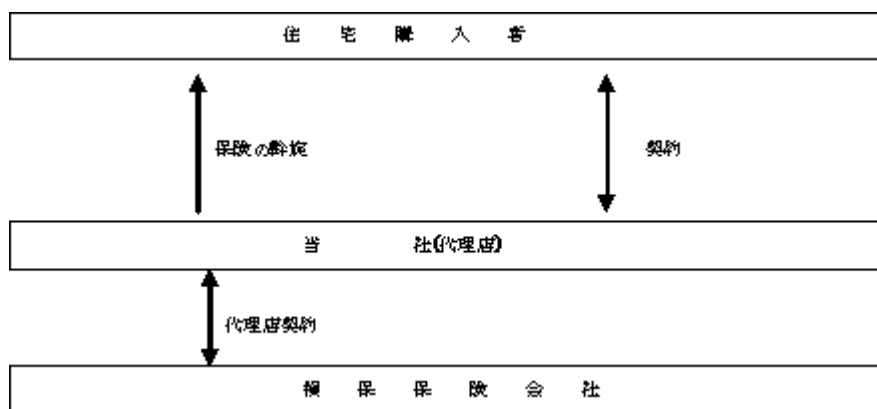 住宅購入者
保険の斡旋
契約
当社(代理店)
代理店契約
損保保険会社